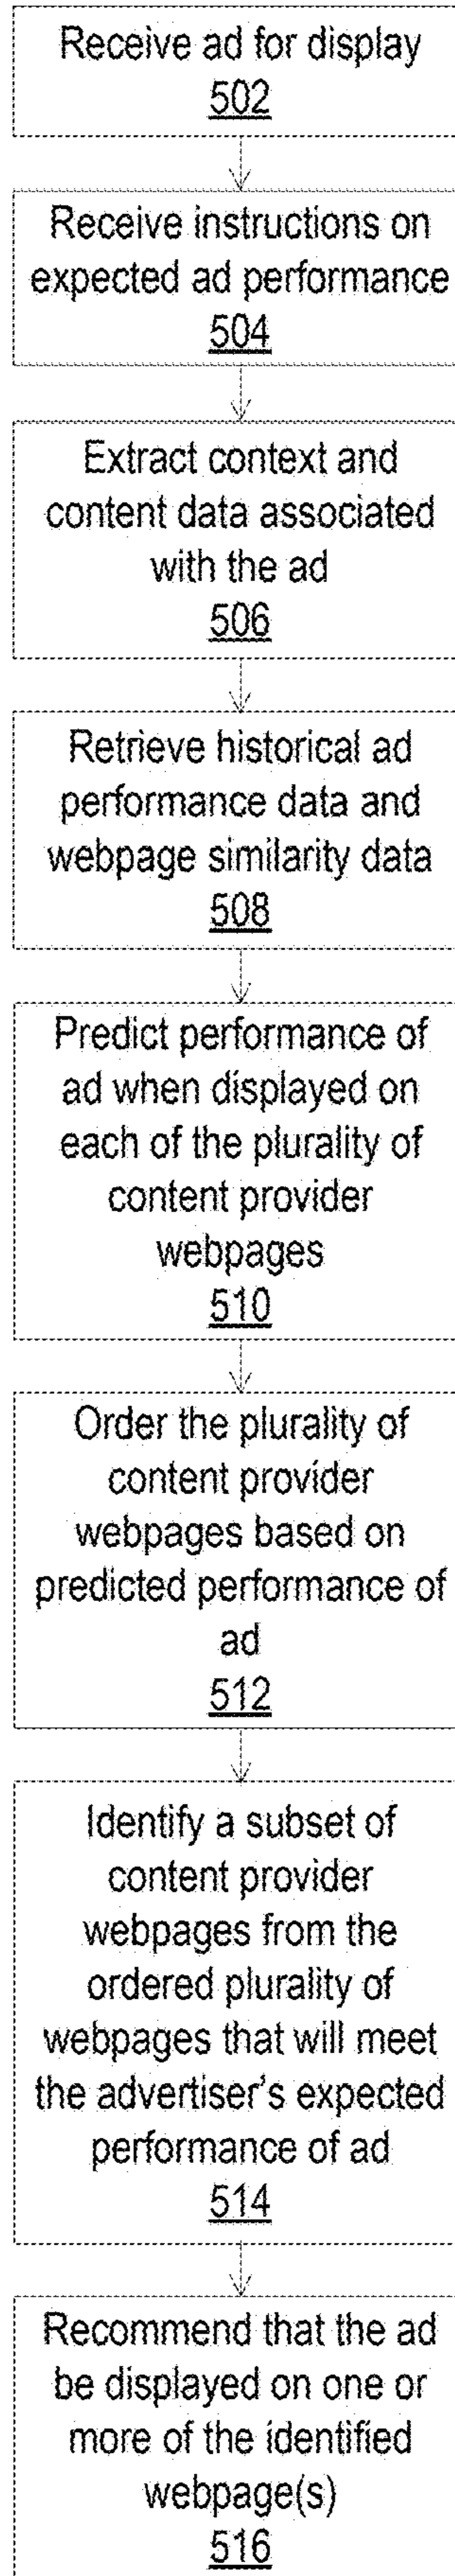 Receive ad for display
502
Receive instructions on
expected ad performance
504
Extract context and
content data associated
with the ad
506
Retrieve historical ad
performance data and
webpage similarity data
508
Predict performance of
ad when displayed on
each of the plurality of
content provider
webpages
510
Order the plurality of
content provider
webpages based on
predicted performance of
ad
512
Identify a subset of
content provider
webpages from the
ordered plurality of
webpages that will meet
the advertiser's expected
performance of ad
514
Recommend that the ad
be displayed on one or
more of the identified
webpage(s)
516